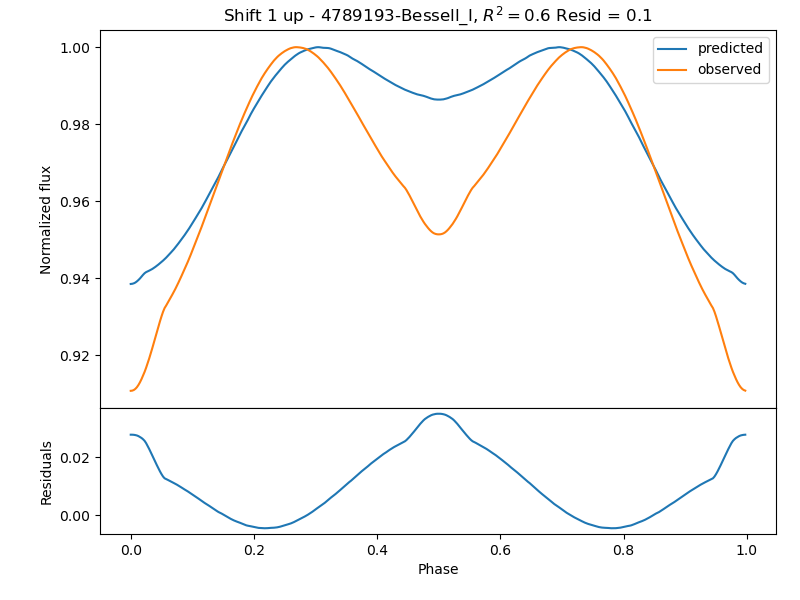 Shift 1 up - 4789193-Bessell_I, R² = 0.6 Resid = 0.1
predicted
observed
Normalized flux
1.00
0.98
0.96
0.94
0.92
Residuals
0.02
0.00
0.0
0.2
0.4
0.6
0.8
1.0
Phase